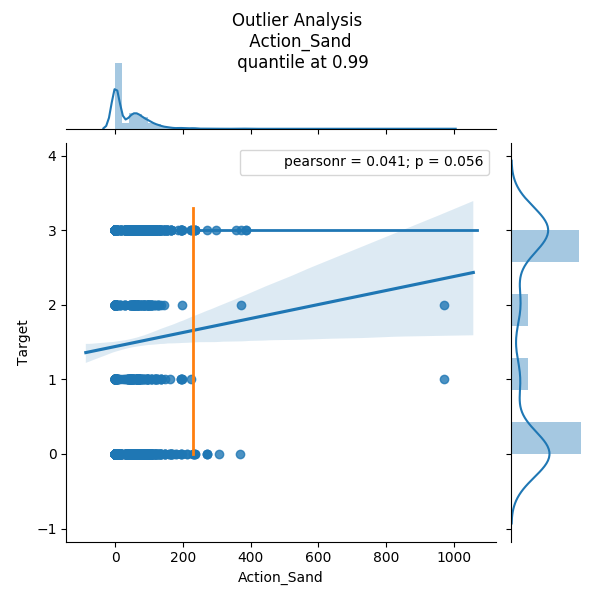 Outlier Analysis
Action_Sand
quantile at 0.99
pearsonr = 0.041; p = 0.056
4
3
2
1
0
−1
Target
0 200 400 600 800 1000
Action_Sand